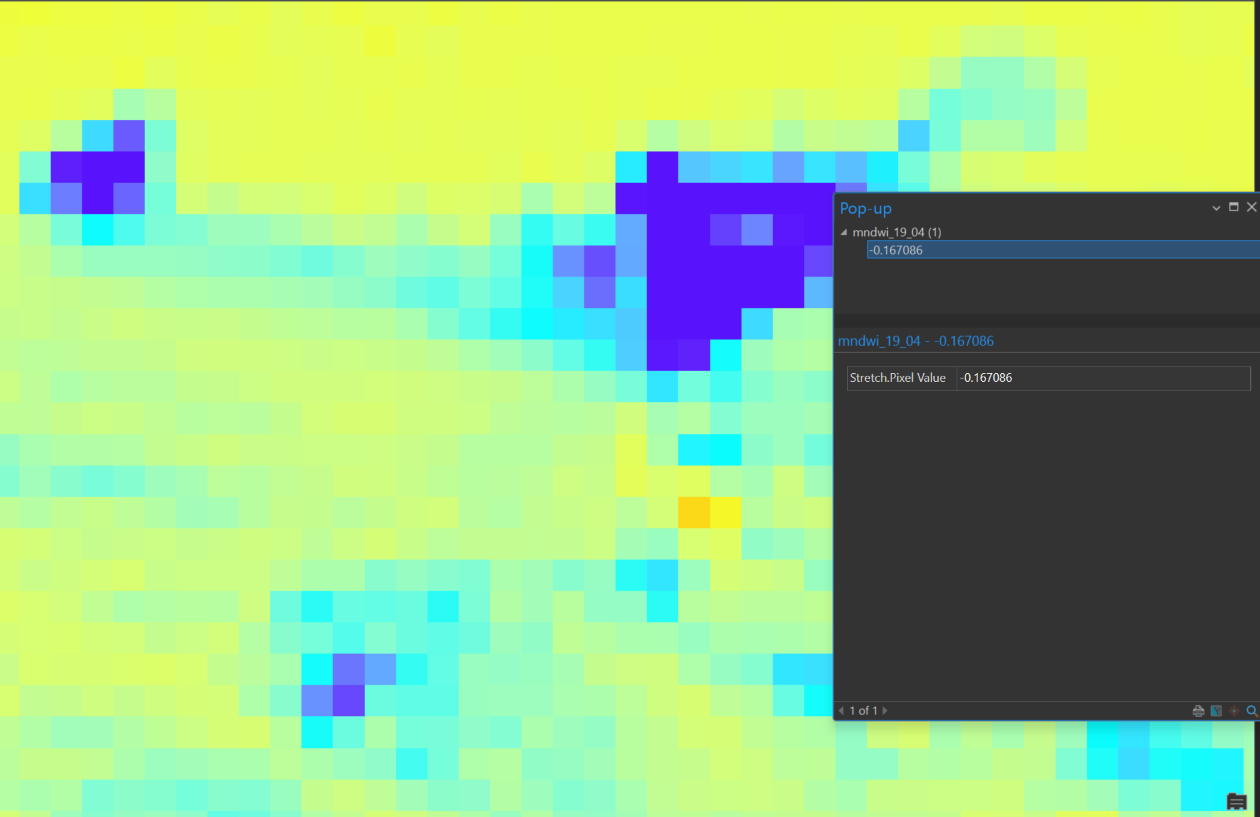 Pop-up
mndwi_19_04 (1)
-0.167086
mndwi_19_04 - -0.167086
Stretch.Pixel Value -0.167086
1 of 1